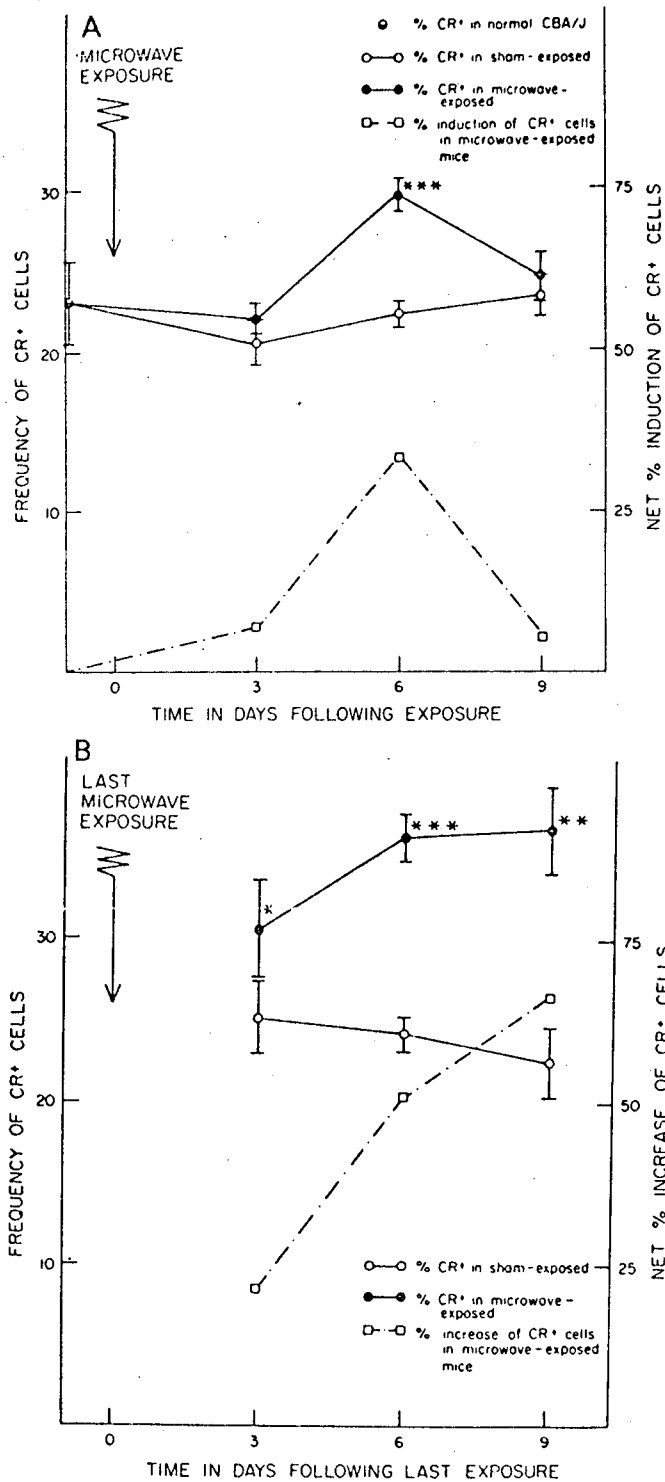 A
MICROWAVE
EXPOSURE
% CR+ in normal CBA/J
% CR+ in sham-exposed
% CR+ in microwave-
exposed
% induction of CR+ cells
in microwave-exposed
mice
FREQUENCY OF CR+ CELLS
30
20
10
***
75
50
25
NET % INDUCTION OF CR+ CELLS
0 3 6 9
TIME IN DAYS FOLLOWING EXPOSURE
B
LAST
MICROWAVE
EXPOSURE
*
***
**
FREQUENCY OF CR+ CELLS
30
20
10
75
50
25
NET % INCREASE OF CR+ CELLS
% CR+ in sham-exposed
% CR+ in microwave-
exposed
% increase of CR+ cells
in microwave-exposed
mice
0 3 6 9
TIME IN DAYS FOLLOWING LAST EXPOSURE